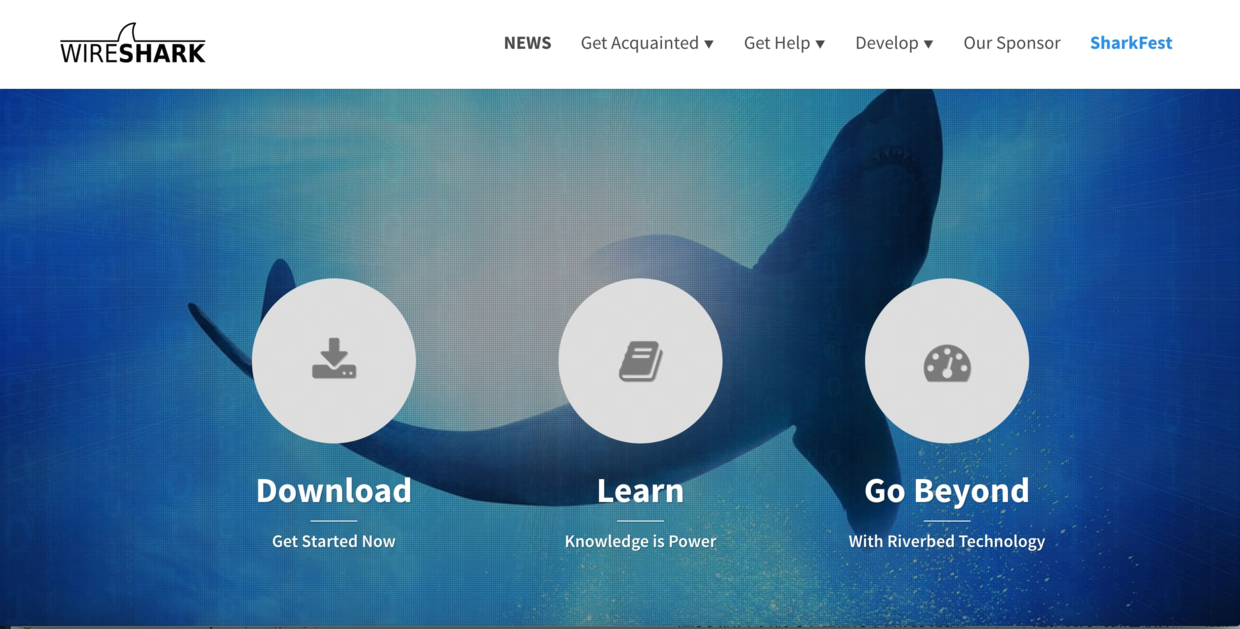 WIRESHARK
NEWS Get Acquainted ▼ Get Help ▼ Develop ▼ Our Sponsor SharkFest
Download Learn Go Beyond
Get Started Now Knowledge is Power With Riverbed Technology